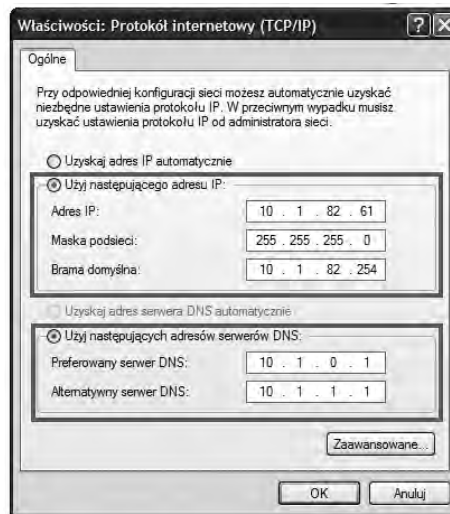 Właściwości: Protokół internetowy (TCP/IP)
Ogólne
Przy odpowiedniej konfiguracji sieci możesz automatycznie uzyskać
niezbędne ustawienia protokołu IP. W przeciwnym wypadku musisz
uzyskać ustawienia protokołu IP od administratora sieci.
Uzyskaj adres IP automatycznie
Użyj następującego adresu IP:
Adres IP: 10 . 1 . 82 . 61
Maska podsieci: 255 . 255 . 255 . 0
Brama domyślna: 10 . 1 . 82 . 254
Uzyskaj adres serwera DNS automatycznie
Użyj następujących adresów serwerów DNS:
Preferowany serwer DNS: 10 . 1 . 0 . 1
Alternatywny serwer DNS: 10 . 1 . 1 . 1
Zaawansowane...
OK Anuluj